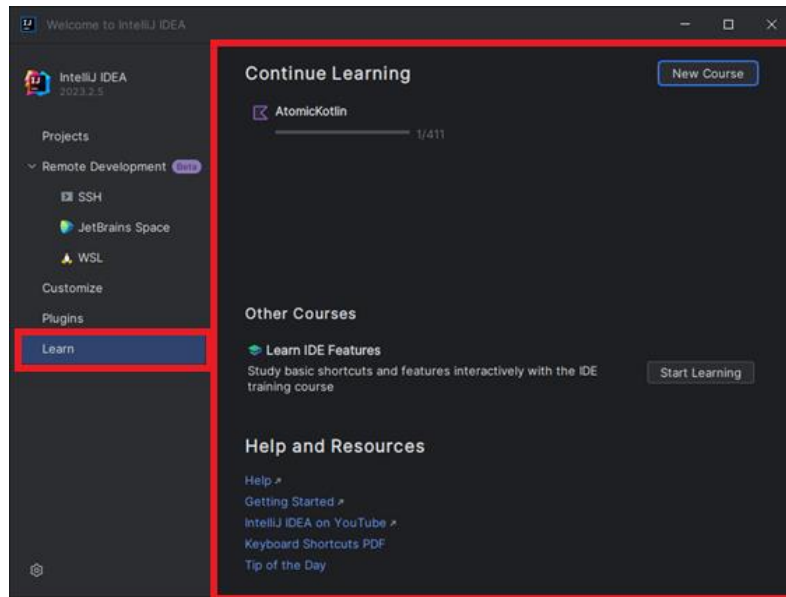 Welcome to IntelliJ IDEA
IntelliJ IDEA
2023.2.5
Projects
Remote Development Beta
SSH
JetBrains Space
WSL
Customize
Plugins
Learn
Continue Learning
New Course
AtomicKotlin
1/411
Other Courses
Learn IDE Features
Study basic shortcuts and features interactively with the IDE
training course
Start Learning
Help and Resources
Help ↗
Getting Started ↗
IntelliJ IDEA on YouTube ↗
Keyboard Shortcuts PDF
Tip of the Day